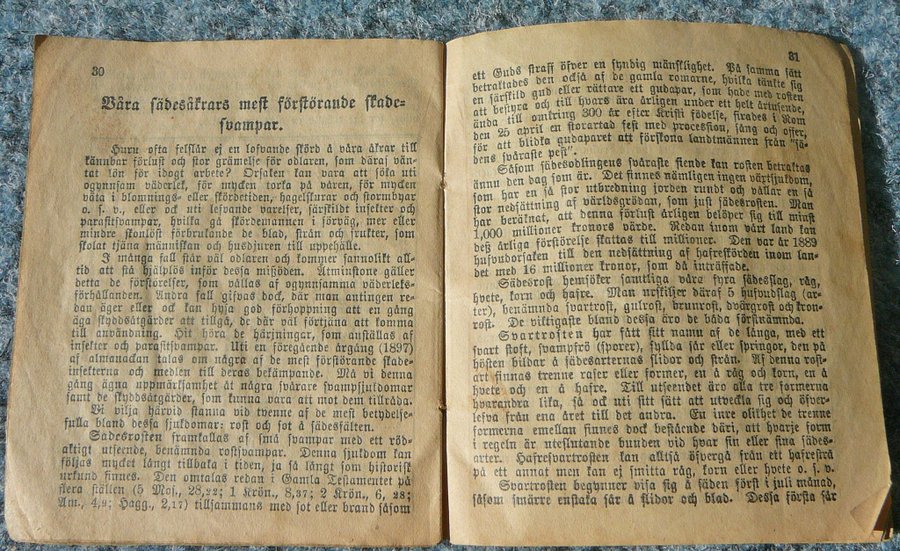 30
Våra sädesåkrars mest förstörande skade-
svampar.
Huru ofta felslår ej en lofvande skörd å våra åkrar till
kännbar förlust och stor grämelse för odlaren, som däraf vän-
tat lön för idogt arbete? Orsaken kan vara att söka uti
ogynnsam väderlek, för mycken torka på våren, för mycken
väta i blomnings- eller skördetiden, hagelskurar och stormbyar
o. s. v., eller ock uti lefvande varelser, särskildt insekter och
parasitsvampar, hvilka gå skördemannen i förväg, mer eller
mindre skonlöst förbrukande de blad, strån och frukter, som
skolat tjäna människan och husdjuren till uppehälle.
I många fall står väl odlaren och kommer sannolikt all-
tid att stå hjälplös inför dessa missöden. Åtminstone gäller
detta de förstörelser, som vållas af ogynnsamma väderleks-
förhållanden. Andra fall gifvas dock, där man antingen re-
dan äger eller ock kan hysa god förhoppning att en gång
äga skyddsåtgärder att tillgå, de där väl förtjäna att komma
till användning. Hit höra de härjningar, som anställas af
insekter och parasitsvampar. Uti en föregående årgång (1897)
af almanackan talas om några af de mest förstörande skade-
insekterna och medlen till deras bekämpande. Må vi denna
gång ägna uppmärksamhet åt några svårare svampsjukdomar
samt de skyddsåtgärder, som kunna vara att mot dem tillråda.
Vi vilja härvid stanna vid tvenne af de mest betydelse-
fulla bland dessa sjukdomar: rost och sot å sädesfälten.
Sädesrosten framkallas af små svampar med ett röd-
aktigt utseende, benämnda rostsvampar. Denna sjukdom kan
följas mycket långt tillbaka i tiden, ja så långt som historisk
urkund finnes. Den omtalas redan i Gamla Testamentet på
flera ställen (5 Mos., 28,22; 1 Krön., 8,37; 2 Krön., 6, 28;
Am., 4,9; Hagg., 2,17) tillsammans med sot eller brand såsom
31
ett Guds straff öfver en syndig mänsklighet. På samma sätt
betraktades den också af de gamla romarne, hvilka tänkte sig
en särskild gud eller rättare ett gudapar, som hade med rosten
att bestyra och till hvars ära årligen under ett helt årtusende,
ända till omkring 300 år efter Kristi födelse, firades i Rom
den 25 april en storartad fest med procession, sång och offer,
för att blidka gudaparet att förskona landtmannen från "sä-
dens svåraste pest".
Såsom sädesodlingens svåraste fiende kan rosten betraktas
ännu den dag som är. Det finnes nämligen ingen växtsjukdom,
som har en så stor utbredning jorden rundt och vållar en så
stor nedsättning af världsgrödan, som just sädesrosten. Man
har beräknat, att denna förlust årligen belöper sig till minst
1,000 millioner kronors värde. Redan inom vårt land kan
dess årliga förstörelse skattas till millioner. Den var år 1889
hufvudorsaken till den nedsättning af hafreskörden inom lan-
det med 16 millioner kronor, som då inträffade.
Sädesrost hemsöker samtliga våra fyra sädesslag, råg,
hvete, korn och hafre. Man urskiljer däraf 5 hufvudslag (ar-
ter), benämnda svartrost, gulrost, brunrost, dvärgrost och kron-
rost. De viktigaste bland dessa äro de båda förstnämnda.
Svartrosten har fått sitt namn af de långa, med ett
svart stoft, svampfrö (sporer), fyllda sår eller springor, den på
hösten bildar å sädesarternas slidor och strån. Af denna rost-
art finnas trenne raser eller former, en å råg och korn, en å
hvete och en å hafre. Till utseendet äro alla tre formerna
hvarandra lika, så ock uti sitt sätt att utveckla sig och öfver-
lefva från ena året till det andra. En inre olikhet de trenne
formerna emellan finnes dock bestående däri, att hvarje form
i regeln är uteslutande bunden vid hvar sin eller sina sädes-
arter. Hafresvartrosten kan alltså öfvergå från ett hafrestrå
på ett annat men kan ej smitta råg, korn eller hvete o. s. v.
Svartrosten begynner visa sig å säden först i juli månad,
såsom smärre enstaka sår å slidor och blad. Dessa första sår